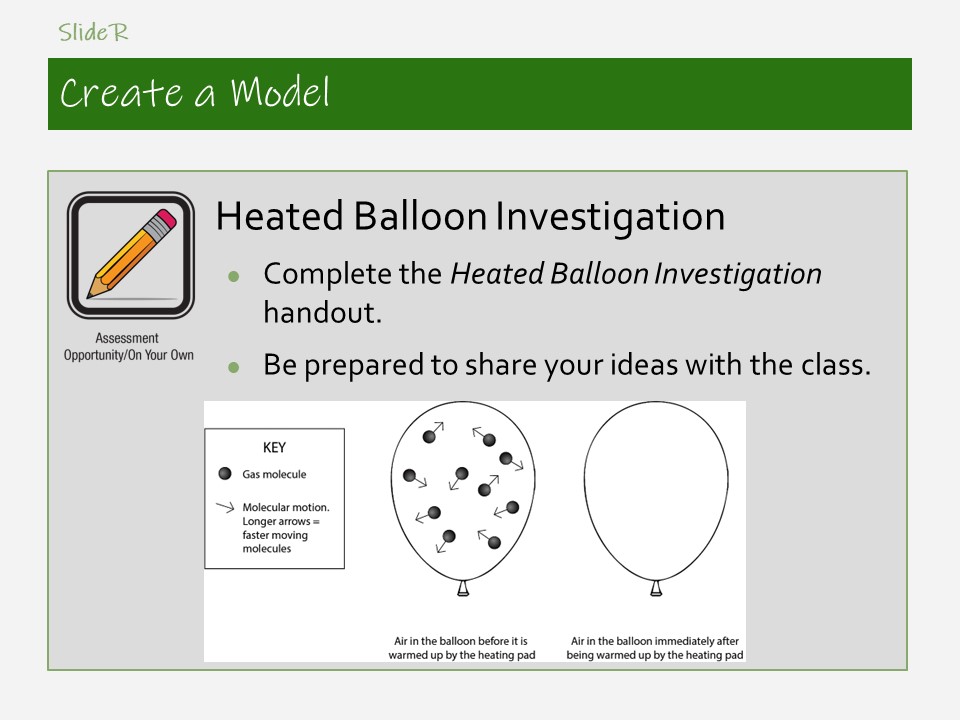 Slide R
Create a Model
Heated Balloon Investigation
Complete the Heated Balloon Investigation
handout.
Be prepared to share your ideas with the class.
Assessment
Opportunity/On Your Own
KEY
Gas molecule
Molecular motion.
Longer arrows =
faster moving
molecules
Air in the balloon before it is
warmed up by the heating pad
Air in the balloon immediately after
being warmed up by the heating pad